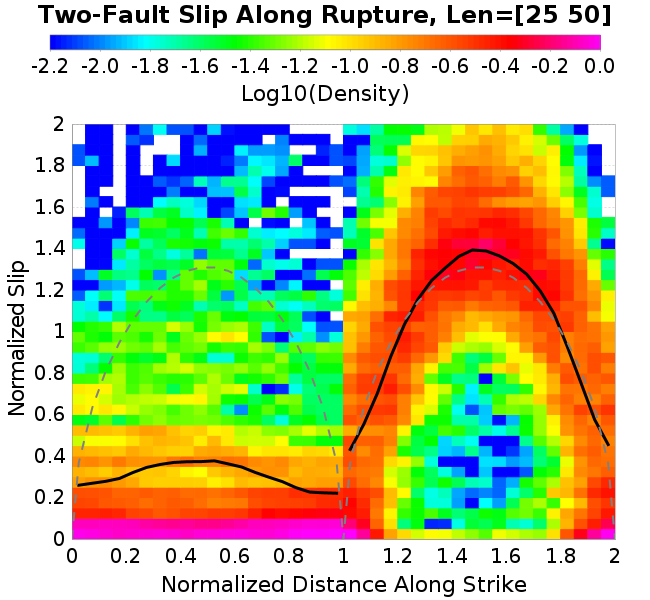 Two-Fault Slip Along Rupture, Len=[25 50]
-2.2 -2.0 -1.8 -1.6 -1.4 -1.2 -1.0 -0.8 -0.6 -0.4 -0.2 0.0
Log10(Density)
2
1.8
1.6
1.4
1.2
1
0.8
0.6
0.4
0.2
0
Normalized Slip
0 0.2 0.4 0.6 0.8 1 1.2 1.4 1.6 1.8 2
Normalized Distance Along Strike